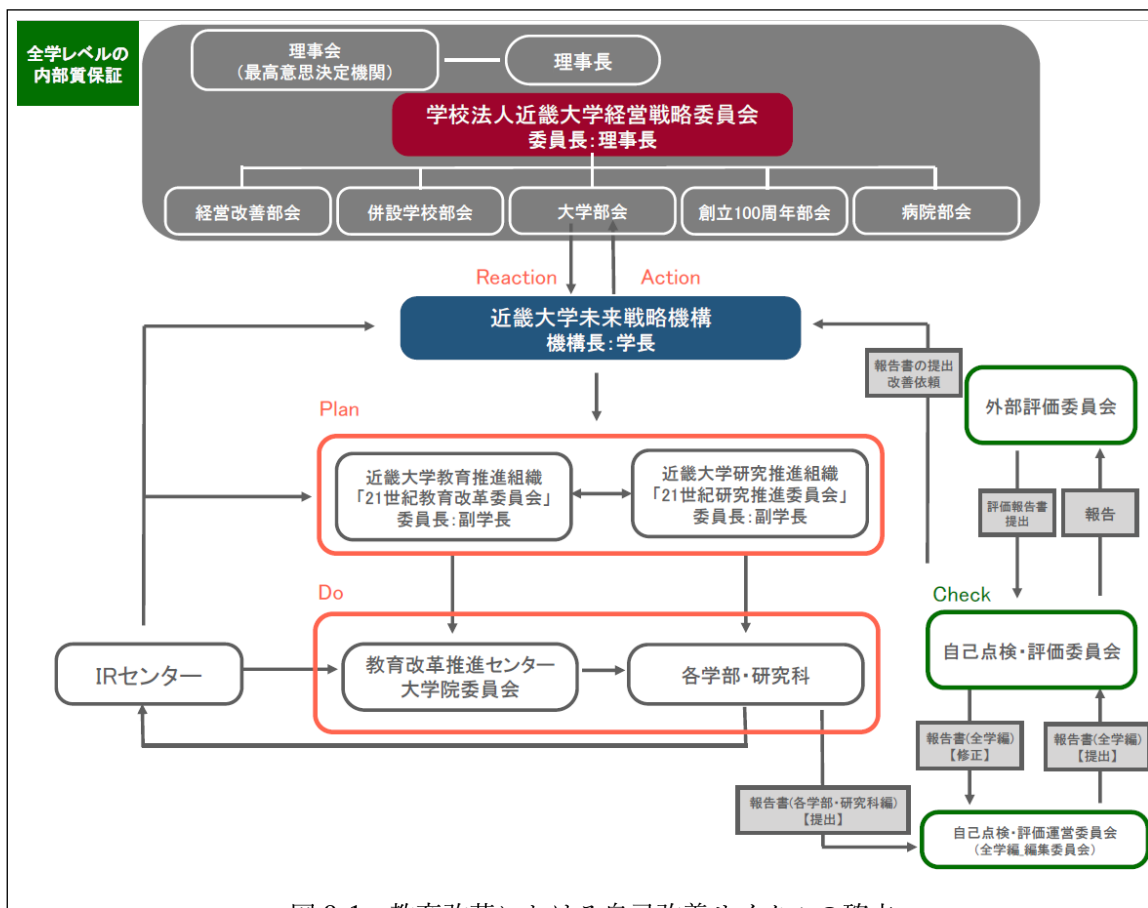 全学レベルの
内部質保証
理事会
(最高意思決定機関)
理事長
学校法人近畿大学経営戦略委員会
委員長:理事長
経営改善部会
併設学校部会
大学部会
創立100周年部会
病院部会
Reaction
Action
近畿大学未来戦略機構
機構長:学長
報告書の提出
改善依頼
外部評価委員会
Plan
近畿大学教育推進組織
「21世紀教育改革委員会」
委員長:副学長
近畿大学研究推進組織
「21世紀研究推進委員会」
委員長:副学長
評価報告書
提出
報告
Do
Check
IRセンター
教育改革推進センター
大学院委員会
各学部・研究科
自己点検・評価委員会
報告書(全学編)
【修正】
報告書(全学編)
【提出】
報告書(各学部・研究科編)
【提出】
自己点検・評価運営委員会
(全学編_編集委員会)